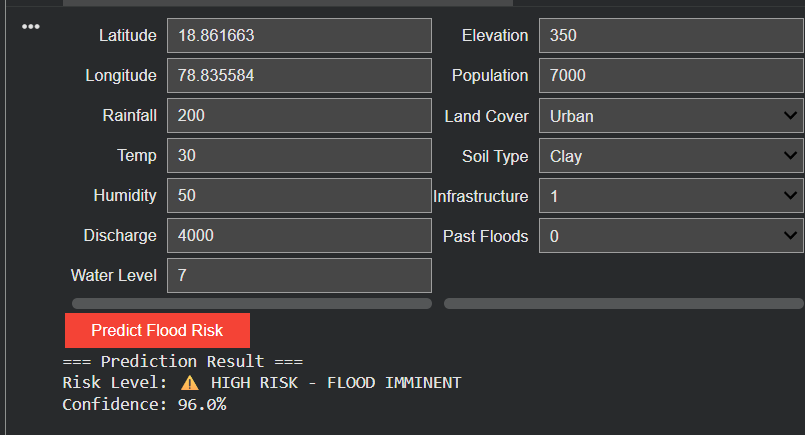 Latitude 18.861663 Elevation 350
Longitude 78.835584 Population 7000
Rainfall 200 Land Cover Urban
Temp 30 Soil Type Clay
Humidity 50 Infrastructure 1
Discharge 4000 Past Floods 0
Water Level 7
Predict Flood Risk
=== Prediction Result ===
Risk Level: ⚠️ HIGH RISK - FLOOD IMMINENT
Confidence: 96.0%